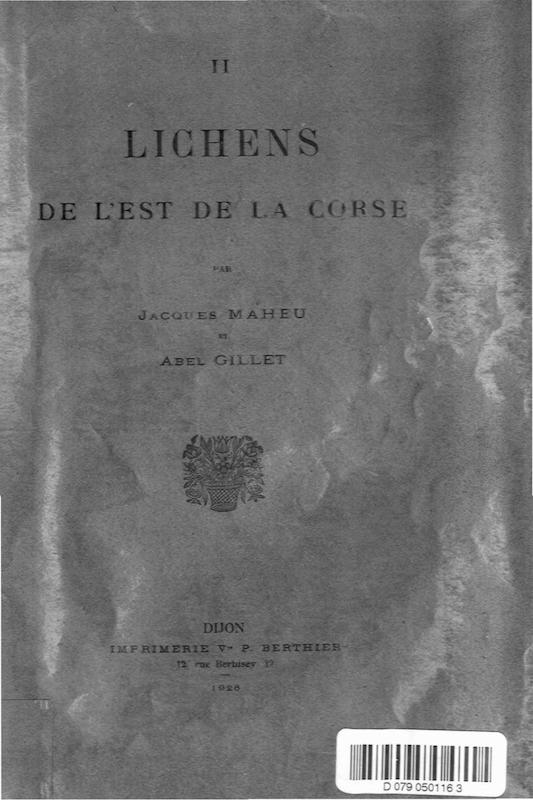 II
LICHENS
DE L'EST DE LA CORSE
PAR
JACQUES MAHEU
ET
ABEL GILLET
DIJON
IMPRIMERIE Vve P. BERTHIER
12 rue Berbisey 12
1926
D 079 050116 3